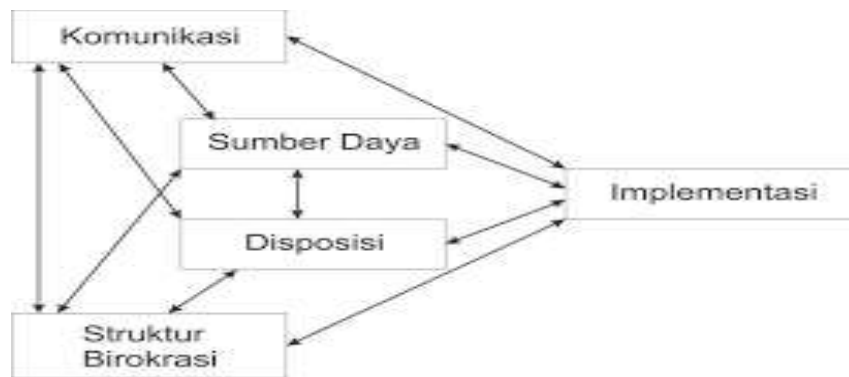 Komunikasi
Sumber Daya
Implementasi
Disposisi
Struktur
Birokrasi